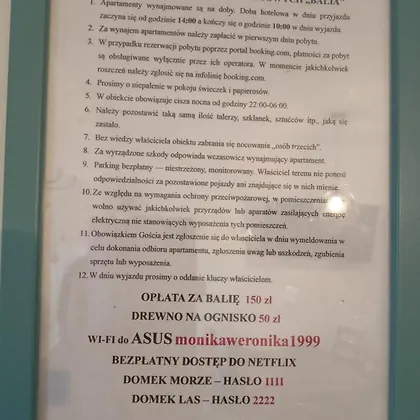 "BALIA"
1. Apartamenty wynajmowane są na doby. Doba hotelowa w dniu przyjazdu
zaczyna się od godzinie 14:00 a kończy się o godzinie 10:00 w dniu wyjazdu.
2. Za wynajem apartamentów należy zapłacić w pierwszym dniu pobytu.
3. W przypadku rezerwacji pobytu poprzez portal booking.com, płatności za pobyt
są obsługiwane wyłącznie przez ich operatora. W momencie jakichkolwiek
roszczeń należy zgłosić się na infolinię booking.com.
4. Prosimy o niepalenie w pokoju świeczek i papierosów.
5. W obiekcie obowiązuje cisza nocna od godziny 22:00-06:00.
6. Należy pozostawić taką samą ilość talerzy, szklanek, sztućców itp., jaką się
zastało.
7. Bez wiedzy właściciela obiektu zabrania się nocowania „osób trzecich”.
8. Za wyrządzone szkody odpowiada wczasowicz wynajmujący apartament.
9. Parking bezpłatny — niestrzeżony, monitorowany. Właściciel terenu nie ponosi
odpowiedzialności za pozostawione pojazdy ani znajdujące się w nich mienie.
10. Ze względu na wymagania ochrony przeciwpożarowej, w pomieszczeniach
wolno używać jakichkolwiek przyrządów lub aparatów zasilających energię
elektryczną nie stanowiących wyposażenia tych pomieszczeń.
11. Obowiązkiem Gościa jest zgłoszenie się do właściciela w dniu wymeldowania w
celu dokonania odbioru apartamentu, zgłoszenia uwag lub uszkodzeń, zgubienia
sprzętu lub wyposażenia.
12. W dniu wyjazdu prosimy o oddanie kluczy właścicielom.
OPŁATA ZA BALIĘ 150 zł
DREWNO NA OGNISKO 50 zł
WI-FI do ASUS monikaweronika1999
BEZPŁATNY DOSTĘP DO NETFLIX
DOMEK MORZE – HASŁO 1111
DOMEK LAS – HASŁO 2222